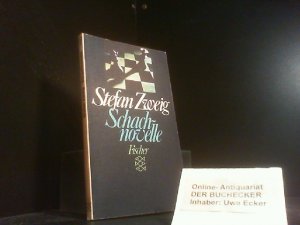 Stefan Zweig
Schach-
novelle
Fischer
Online- Antiquariat
DER BUCHECKER
Inhaber: Uwe Ecker